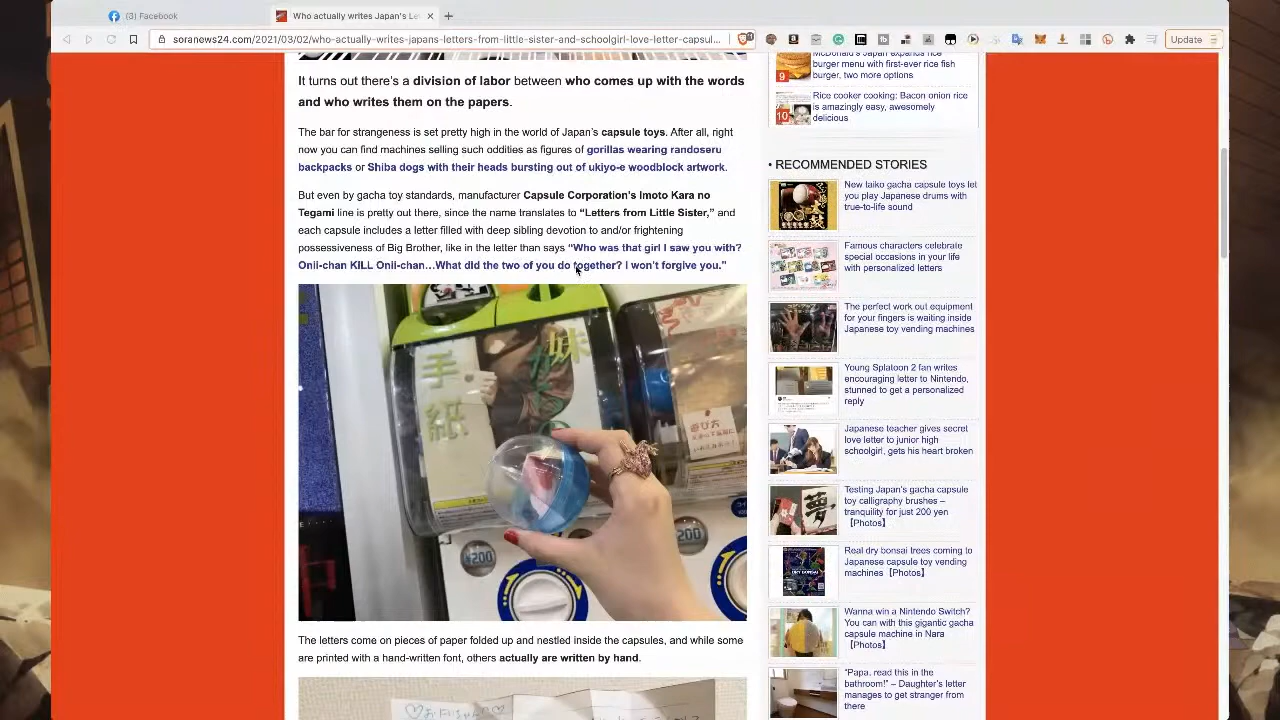 (3) Facebook
Who actually writes Japan's Le
soranews24.com/2021/03/02/who-actually-writes-japans-letters-from-little-sister-and-schoolgirl-love-letter-capsul...
Update
It turns out there's a division of labor between who comes up with the words
and who writes them on the papers.
The bar for strangeness is set pretty high in the world of Japan's capsule toys. After all, right
now you can find machines selling such oddities as figures of gorillas wearing randoseru
backpacks or Shiba dogs with their heads bursting out of ukiyo-e woodblock artwork.
But even by gacha toy standards, manufacturer Capsule Corporation's Imoto Kara no
Tegami line is pretty out there, since the name translates to "Letters from Little Sister," and
each capsule includes a letter filled with deep sibling devotion to and/or frightening
possessiveness of Big Brother, like in the letter than says "Who was that girl I saw you with?
Onii-chan KILL Onii-chan…What did the two of you do together? I won't forgive you."
手紙
妹から
遊び方
¥200
200
The letters come on pieces of paper folded up and nestled inside the capsules, and while some
are printed with a hand-written font, others actually are written by hand.
McDonald's Japan expands rice
burger menu with first-ever rice fish
burger, two more options
9
Rice cooker cooking: Bacon onion rice
is amazingly easy, awesomely
delicious
10
• RECOMMENDED STORIES
New taiko gacha capsule toys let
you play Japanese drums with
true-to-life sound
Famous characters celebrate
special occasions in your life
with personalized letters
The perfect work out equipment
for your fingers is waiting inside
Japanese toy vending machines
Young Splatoon 2 fan writes
encouraging letter to Nintendo,
stunned to get a personalized
reply
Japanese teacher gives secret
love letter to junior high
schoolgirl, gets his heart broken
Testing Japan's gacha capsule
toy calligraphy brushes –
tranquility for just 200 yen
【Photos】
夢
Real dry bonsai trees coming to
Japanese capsule toy vending
machines【Photos】
Wanna win a Nintendo Switch?
You can with this gigantic gacha
capsule machine in Nara
【Photos】
"Papa, read this in the
bathroom!" – Daughter's letter
manages to get stranger from
there